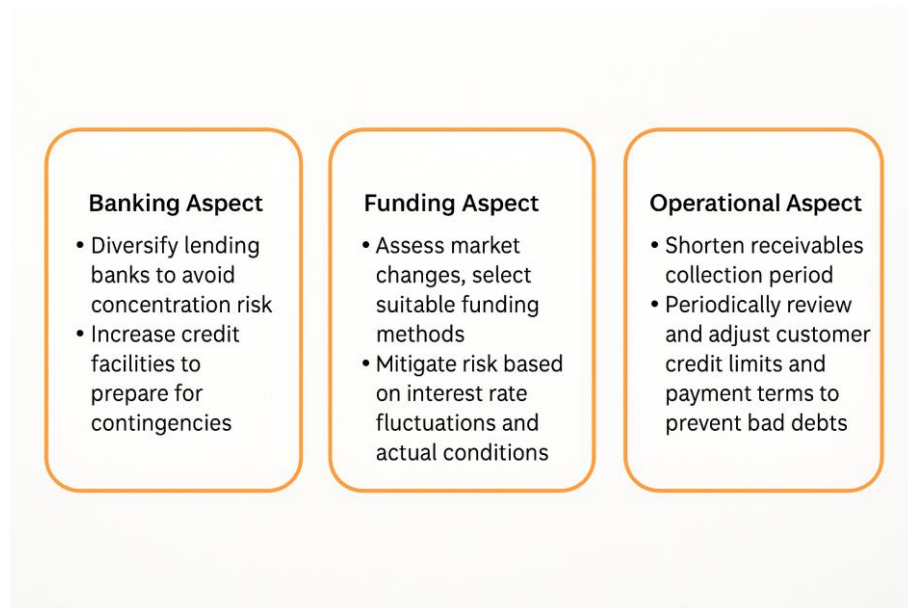 Banking Aspect
• Diversify lending
banks to avoid
concentration risk
• Increase credit
facilities to
prepare for
contingencies
Funding Aspect
• Assess market
changes, select
suitable funding
methods
• Mitigate risk based
on interest rate
fluctuations and
actual conditions
Operational Aspect
• Shorten receivables
collection period
• Periodically review
and adjust customer
credit limits and
payment terms to
prevent bad debts